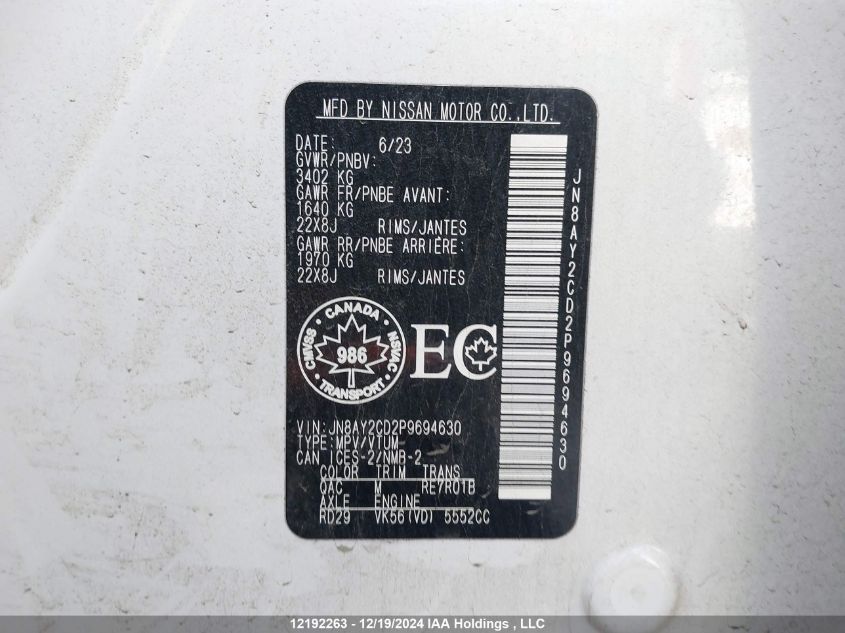 MFD BY NISSAN MOTOR CO.,LTD.
DATE: 6/23
GVWR/PNBV:
3402 KG
GAWR FR/PNBE AVANT:
1640 KG
22X8J RIMS/JANTES
GAWR RR/PNBE ARRIÈRE:
1970 KG
22X8J RIMS/JANTES
CANADA
CMVSS 986 NSVAC
TRANSPORT
EC
VIN:JN8AY2CD2P9694630
TYPE:MPV/VTUM
CAN ICES-2/NMB-2
COLOR TRIM TRANS
QAC M RE7R01B
AXLE ENGINE
RD29 VK56(VD) 5552CC
JN8AY2CD2P9694630
12192263 - 12/19/2024 IAA Holdings , LLC